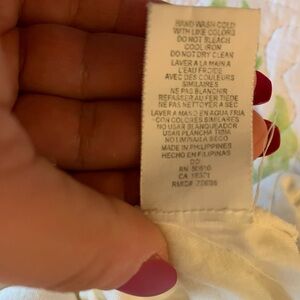 HAND WASH COLD
WITH LIKE COLORS
DO NOT BLEACH
COOL IRON
DO NOT DRY CLEAN
LAVER A LA MAIN A
L'EAU FROIDE
AVEC DES COULEURS
SIMILAIRES
NE PAS BLANCHIR
REPASSER AU FER TIEDE
NE PAS NETTOYER A SEC
LAVER A MANO EN AGUA FRIA
CON COLORES SIMILARES
NO USAR BLANQUEADOR
USAR PLANCHA TIBIA
NO LIMPIAR A SECO
MADE IN PHILIPPINES
HECHO EN FILIPINAS
RN
CA